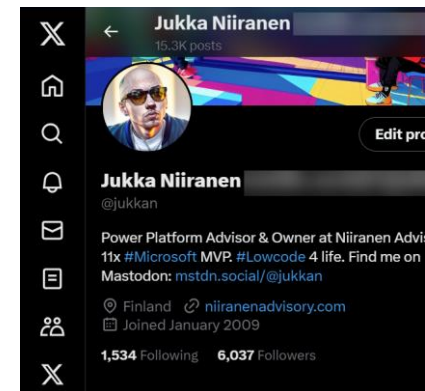 Jukka Niiranen
15.3K posts
Edit pro
Jukka Niiranen
@jukkan
Power Platform Advisor & Owner at Niiranen Advis
11x #Microsoft MVP. #Lowcode 4 life. Find me on
Mastodon: mstdn.social/@jukkan
Finland niiranenadvisory.com
Joined January 2009
1,534 Following 6,037 Followers